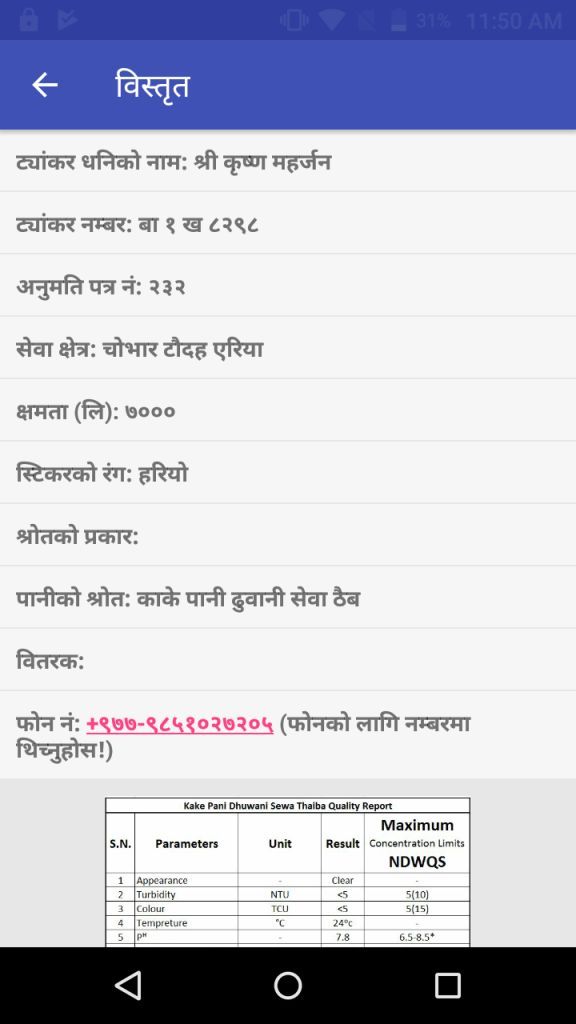 31% 11:50 AM
विस्तृत
ट्यांकर धनिको नाम: श्री कृष्ण महर्जन
ट्यांकर नम्बर: बा १ ख ८२९८
अनुमति पत्र नं: २३२
सेवा क्षेत्र: चोभार टौदह एरिया
क्षमता (लि): ७०००
स्टिकरको रंग: हरियो
श्रोतको प्रकार:
पानीको श्रोत: काके पानी ढुवानी सेवा ठैब
वितरक:
फोन नं: +९७७-९८५१०२७२०५ (फोनको लागि नम्बरमा
थिच्नुहोस!)
Kake Pani Dhuwani Sewa Thaiba Quality Report
S.N. Parameters Unit Result Maximum Concentration Limits NDWQS
1 Appearance - Clear -
2 Turbidity NTU <5 5(10)
3 Colour TCU <5 5(15)
4 Tempreture °C 24°c -
5 Pᴴ - 7.8 6.5-8.5*